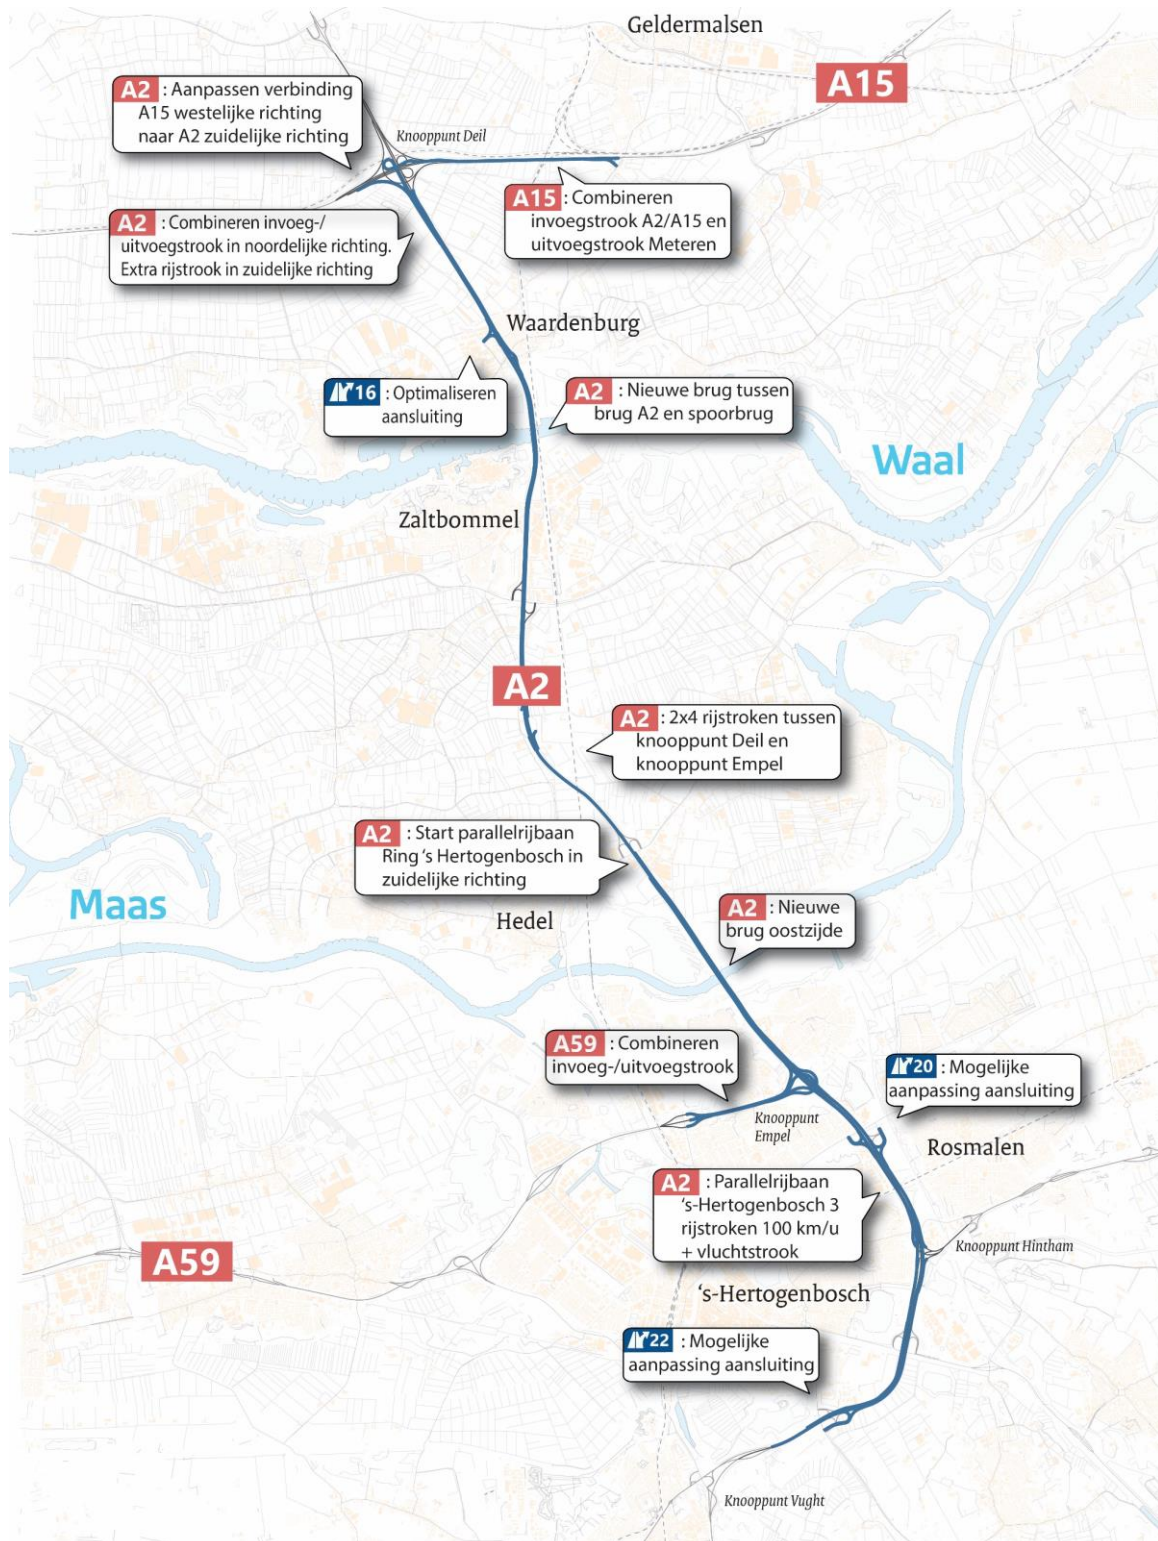 Geldermalsen
A15
A2 : Aanpassen verbinding
A15 westelijke richting
naar A2 zuidelijke richting
Knooppunt Deil
A15 : Combineren
invoegstrook A2/A15 en
uitvoegstrook Meteren
A2 : Combineren invoeg-/
uitvoegstrook in noordelijke richting.
Extra rijstrook in zuidelijke richting
Waardenburg
16 : Optimaliseren
aansluiting
A2 : Nieuwe brug tussen
brug A2 en spoorbrug
Waal
Zaltbommel
A2
A2 : 2x4 rijstroken tussen
knooppunt Deil en
knooppunt Empel
A2 : Start parallelrijbaan
Ring ‘s Hertogenbosch in
zuidelijke richting
Maas
Hedel
A2 : Nieuwe
brug oostzijde
A59 : Combineren
invoeg-/uitvoegstrook
20 : Mogelijke
aanpassing aansluiting
Knooppunt
Empel
Rosmalen
A2 : Parallelrijbaan
‘s-Hertogenbosch 3
rijstroken 100 km/u
+ vluchtstrook
Knooppunt Hintham
A59
‘s-Hertogenbosch
22 : Mogelijke
aanpassing aansluiting
Knooppunt Vught